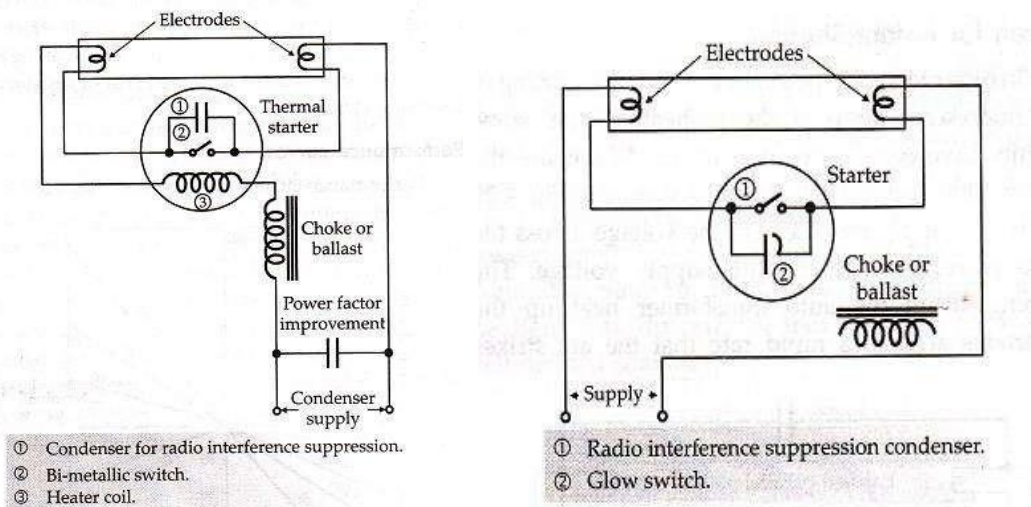 Electrodes
①
②
Thermal
starter
③
Choke or
ballast
Power factor
improvement
Condenser
supply
① Condenser for radio interference suppression.
② Bi-metallic switch.
③ Heater coil.
Electrodes
①
Starter
②
Choke or
ballast
Supply
① Radio interference suppression condenser.
② Glow switch.